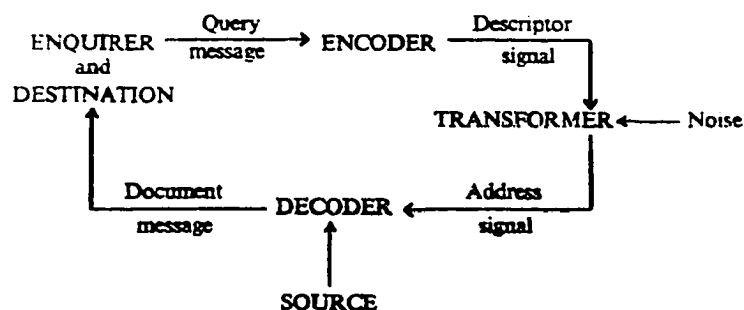 Query
Descriptor
ENQUIRER
message
ENCODER
signal
and
DESTINATION
TRANSFORMER
Noise
Document
Address
message
DECODER
signal
SOURCE